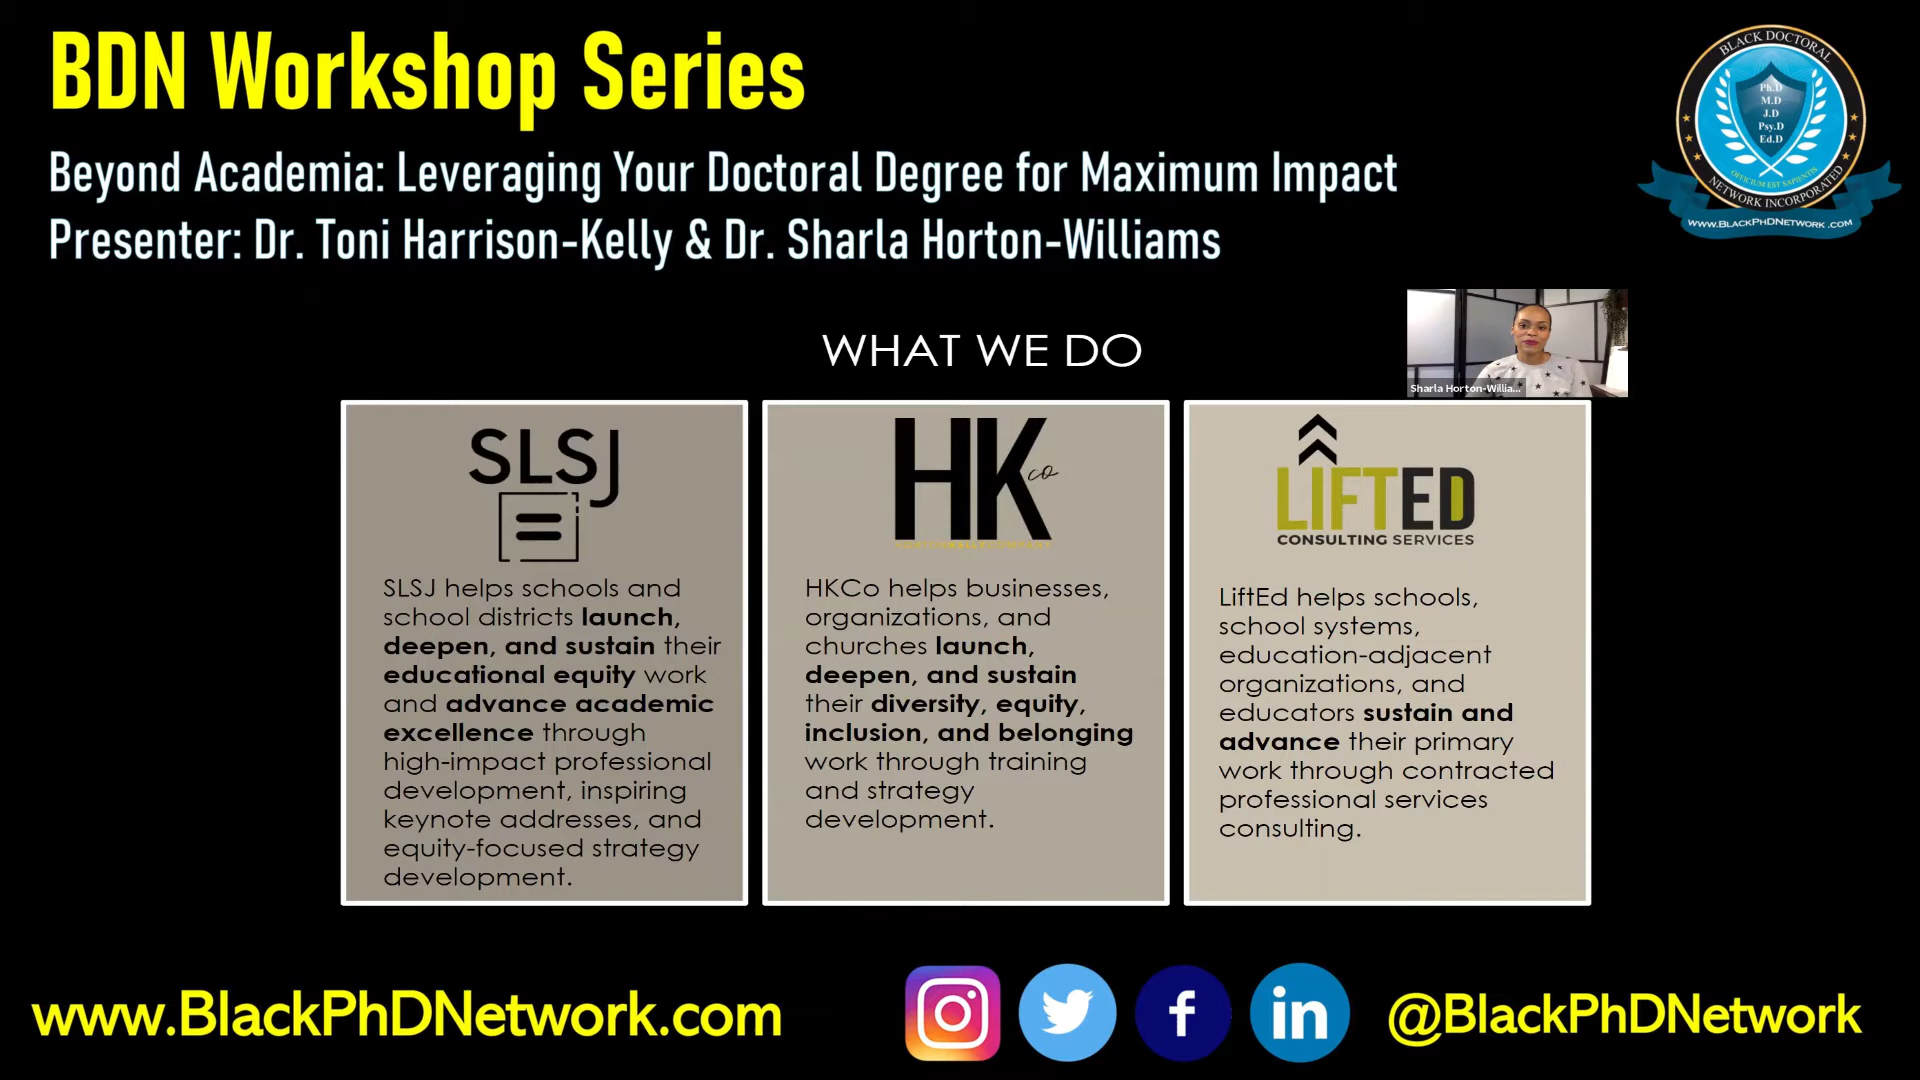 BDN Workshop Series
Beyond Academia: Leveraging Your Doctoral Degree for Maximum Impact
Presenter: Dr. Toni Harrison-Kelly & Dr. Sharla Horton-Williams
BLACK DOCTORAL
Ph.D
M.D
J.D
Psy.D
Ed.D
OFFICIUM EST SAPIENTIS
NETWORK INCORPORATED
www.BlackPhDNetwork.com
WHAT WE DO
Sharla Horton-Willia...
SLSJ
SLSJ helps schools and
school districts launch,
deepen, and sustain their
educational equity work
and advance academic
excellence through
high-impact professional
development, inspiring
keynote addresses, and
equity-focused strategy
development.
HK
co
HKCo helps businesses,
organizations, and
churches launch,
deepen, and sustain
their diversity, equity,
inclusion, and belonging
work through training
and strategy
development.
LIFTED
CONSULTING SERVICES
LiftEd helps schools,
school systems,
education-adjacent
organizations, and
educators sustain and
advance their primary
work through contracted
professional services
consulting.
www.BlackPhDNetwork.com
@BlackPhDNetwork